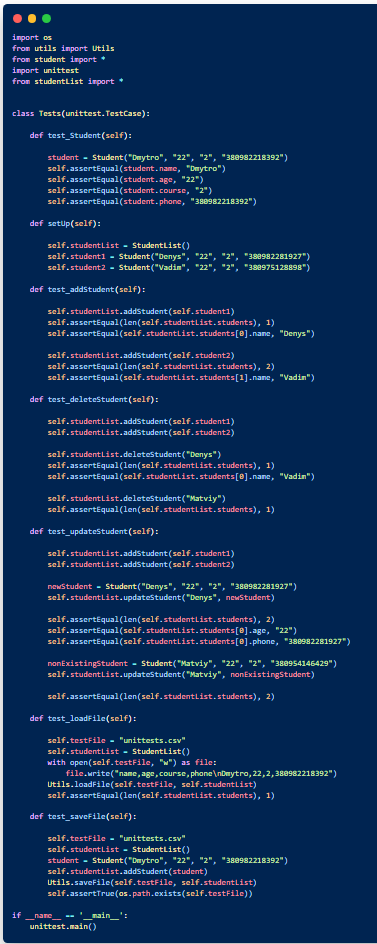 import os
from utils import Utils
from student import *
import unittest
from studentList import *
class Tests(unittest.TestCase):
def test_Student(self):
student = Student("Dmytro", "22", "2", "380982218392")
self.assertEqual(student.name, "Dmytro")
self.assertEqual(student.age, "22")
self.assertEqual(student.course, "2")
self.assertEqual(student.phone, "380982218392")
def setUp(self):
self.studentList = StudentList()
self.student1 = Student("Denys", "22", "2", "380982281927")
self.student2 = Student("Vadim", "22", "2", "380975128898")
def test_addStudent(self):
self.studentList.addStudent(self.student1)
self.assertEqual(len(self.studentList.students), 1)
self.assertEqual(self.studentList.students[0].name, "Denys")
self.studentList.addStudent(self.student2)
self.assertEqual(len(self.studentList.students), 2)
self.assertEqual(self.studentList.students[1].name, "Vadim")
def test_deleteStudent(self):
self.studentList.addStudent(self.student1)
self.studentList.addStudent(self.student2)
self.studentList.deleteStudent("Denys")
self.assertEqual(len(self.studentList.students), 1)
self.assertEqual(self.studentList.students[0].name, "Vadim")
self.studentList.deleteStudent("Matviy")
self.assertEqual(len(self.studentList.students), 1)
def test_updateStudent(self):
self.studentList.addStudent(self.student1)
self.studentList.addStudent(self.student2)
newStudent = Student("Denys", "22", "2", "380982281927")
self.studentList.updateStudent("Denys", newStudent)
self.assertEqual(len(self.studentList.students), 2)
self.assertEqual(self.studentList.students[0].age, "22")
self.assertEqual(self.studentList.students[0].phone, "380982281927")
nonExistingStudent = Student("Matviy", "22", "2", "380954146429")
self.studentList.updateStudent("Matviy", nonExistingStudent)
self.assertEqual(len(self.studentList.students), 2)
def test_loadFile(self):
self.testFile = "unittests.csv"
self.studentList = StudentList()
with open(self.testFile, "w") as file:
file.write("name,age,course,phone\nDmytro,22,2,380982218392")
Utils.loadFile(self.testFile, self.studentList)
self.assertEqual(len(self.studentList.students), 1)
def test_saveFile(self):
self.testFile = "unittests.csv"
self.studentList = StudentList()
student = Student("Dmytro", "22", "2", "380982218392")
self.studentList.addStudent(student)
Utils.saveFile(self.testFile, self.studentList)
self.assertTrue(os.path.exists(self.testFile))
if __name__ == '__main__':
unittest.main()